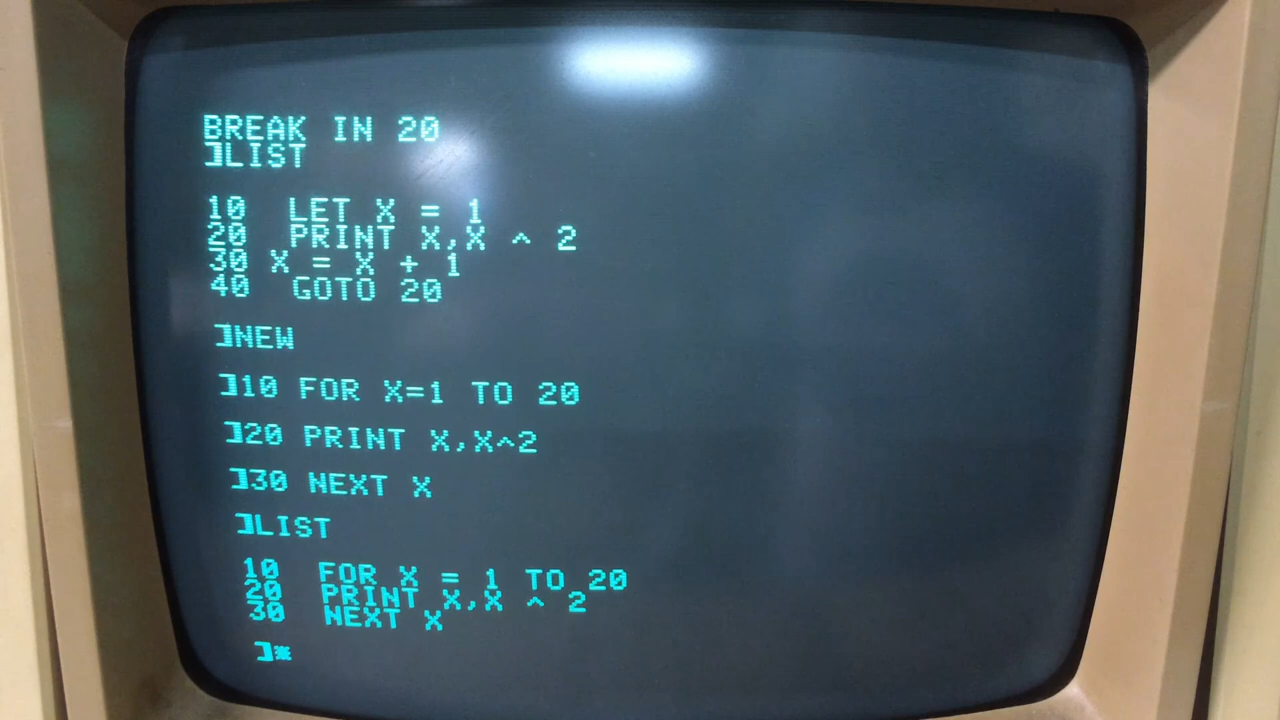 BREAK IN 20
]LIST
10  LET X = 1
20  PRINT X,X ^ 2
30 X = X + 1
40  GOTO 20
]NEW
]10 FOR X=1 TO 20
]20 PRINT X,X^2
]30 NEXT X
]LIST
10  FOR X = 1 TO 20
20  PRINT X,X ^ 2
30  NEXT X
]*